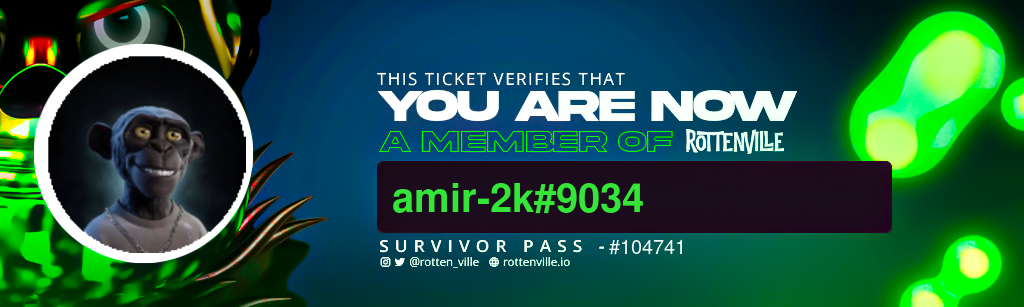 THIS TICKET VERIFIES THAT
YOU ARE NOW
A MEMBER OF ROTTENVILLE
amir-2k#9034
SURVIVOR PASS - #104741
@rotten_ville rottenville.io